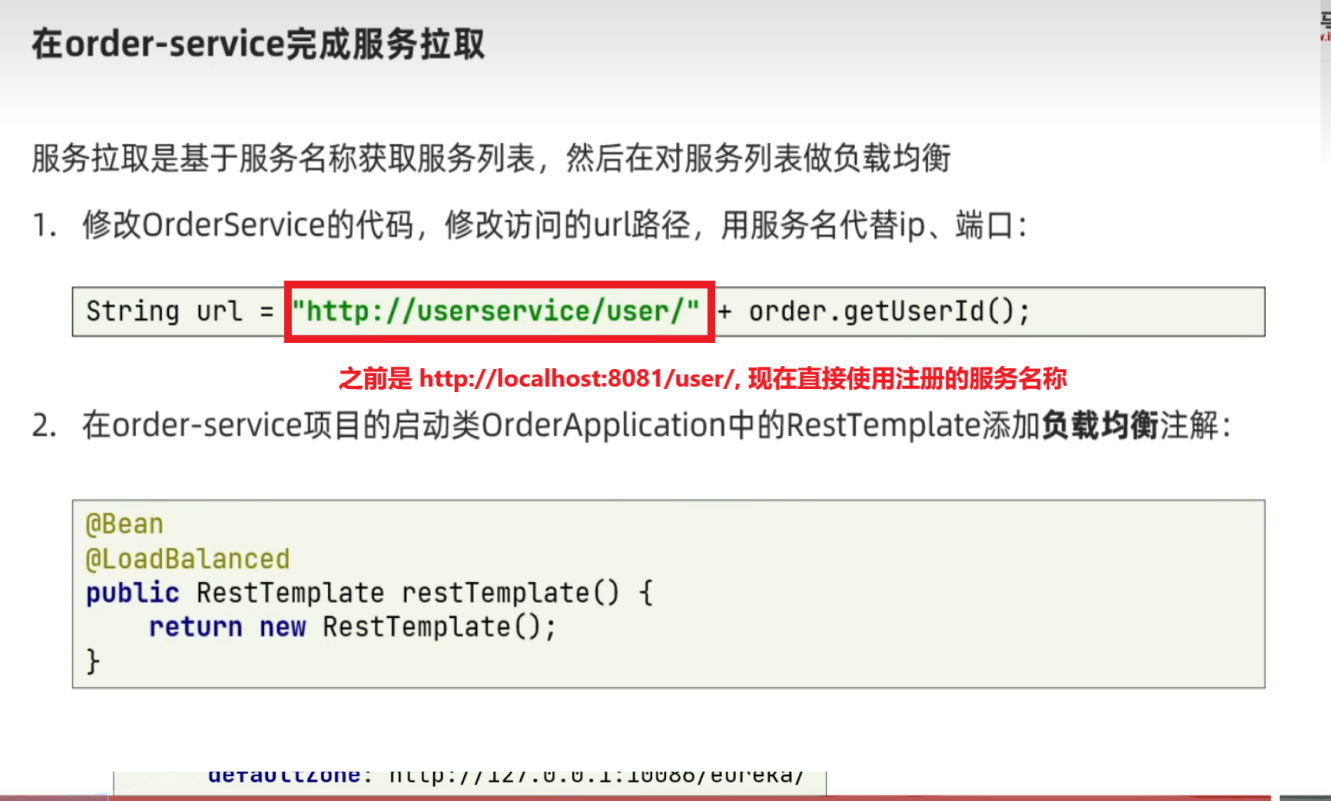 在order-service完成服务拉取
服务拉取是基于服务名称获取服务列表，然后在对服务列表做负载均衡
1. 修改OrderService的代码，修改访问的url路径，用服务名代替ip、端口：
String url = "http://userservice/user/" + order.getUserId();
之前是 http://localhost:8081/user/, 现在直接使用注册的服务名称
2. 在order-service项目的启动类OrderApplication中的RestTemplate添加负载均衡注解：
@Bean
@LoadBalanced
public RestTemplate restTemplate() {
return new RestTemplate();
}
defaultZone: http://127.0.0.1:10086/eureka/